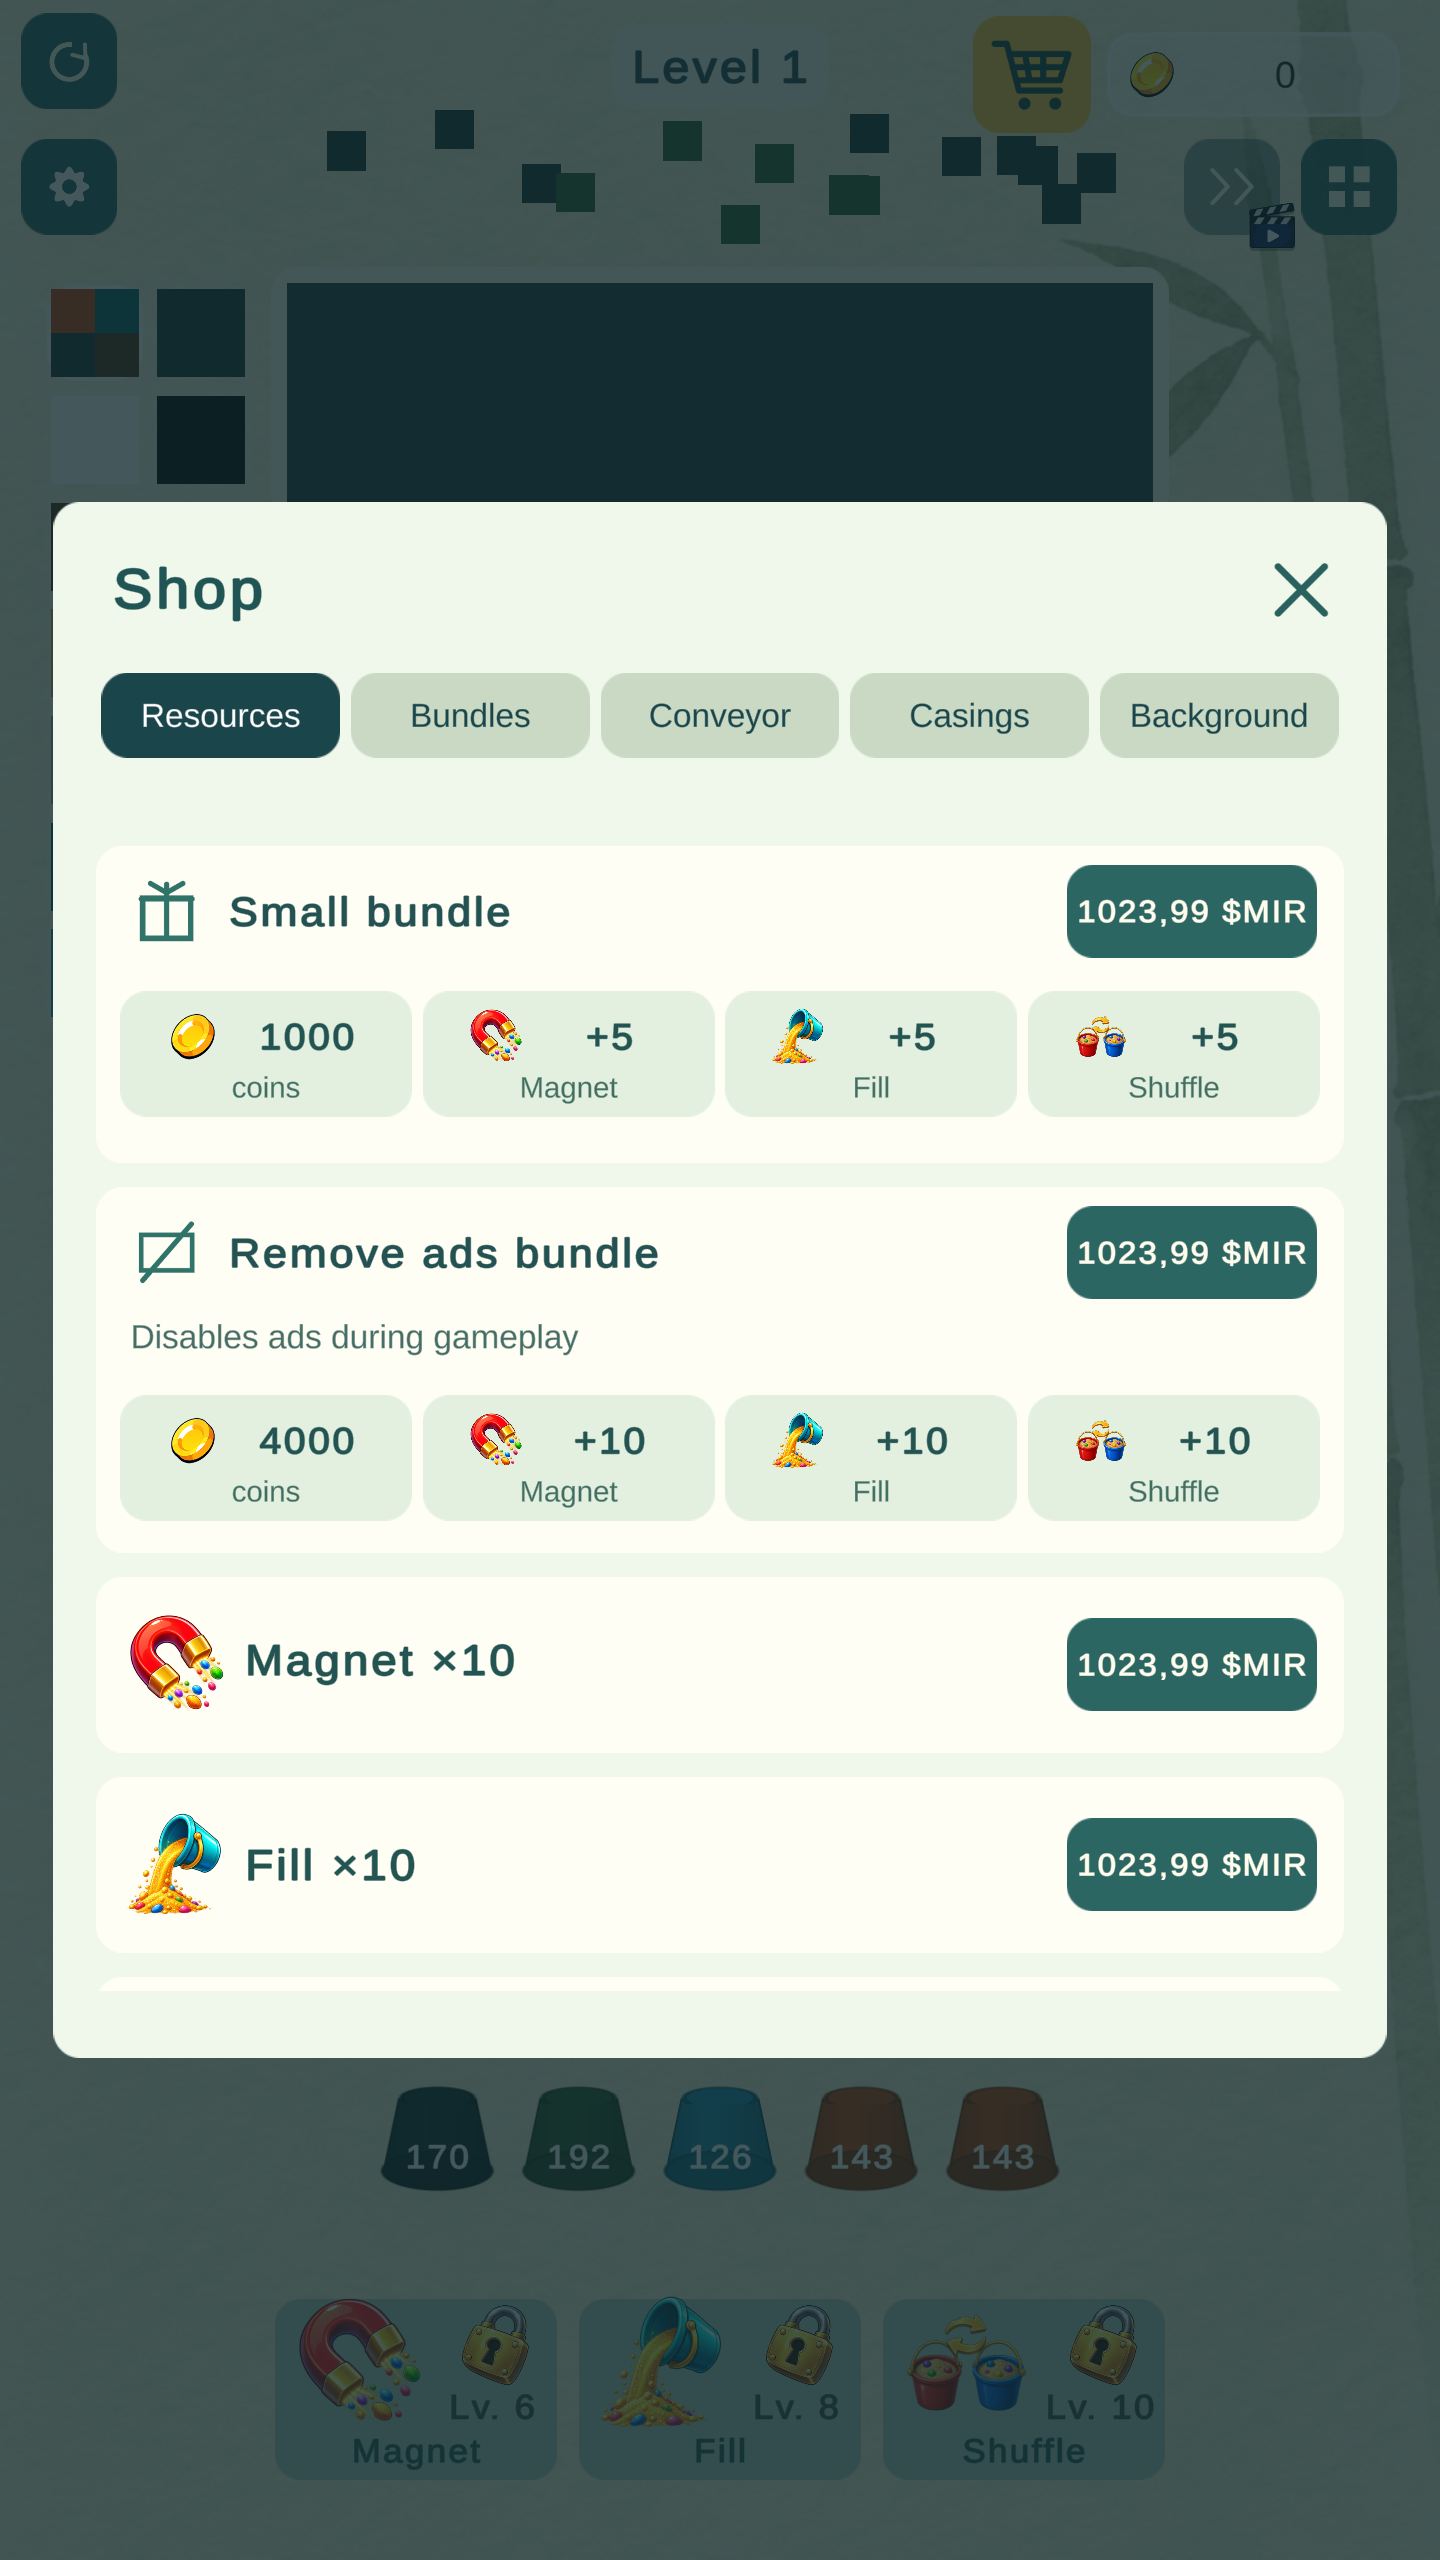 Level 1
0
Shop
Resources
Bundles
Conveyor
Casings
Background
Small bundle
1023,99 $MIR
1000
+5
+5
+5
coins
Magnet
Fill
Shuffle
Remove ads bundle
1023,99 $MIR
Disables ads during gameplay
4000
+10
+10
+10
coins
Magnet
Fill
Shuffle
Magnet ×10
1023,99 $MIR
Fill ×10
1023,99 $MIR
170
192
126
143
143
Lv. 6
Lv. 8
Lv. 10
Magnet
Fill
Shuffle